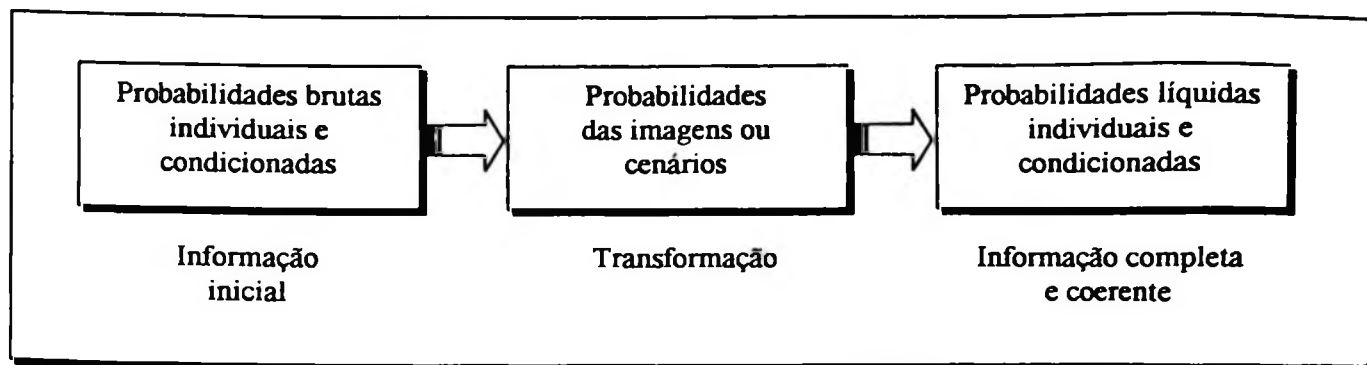 Probabilidades brutas
individuais e
condicionadas
Probabilidades
das imagens ou
cenários
Probabilidades líquidas
individuais e
condicionadas
Informação
inicial
Transformação
Informação completa
e coerente